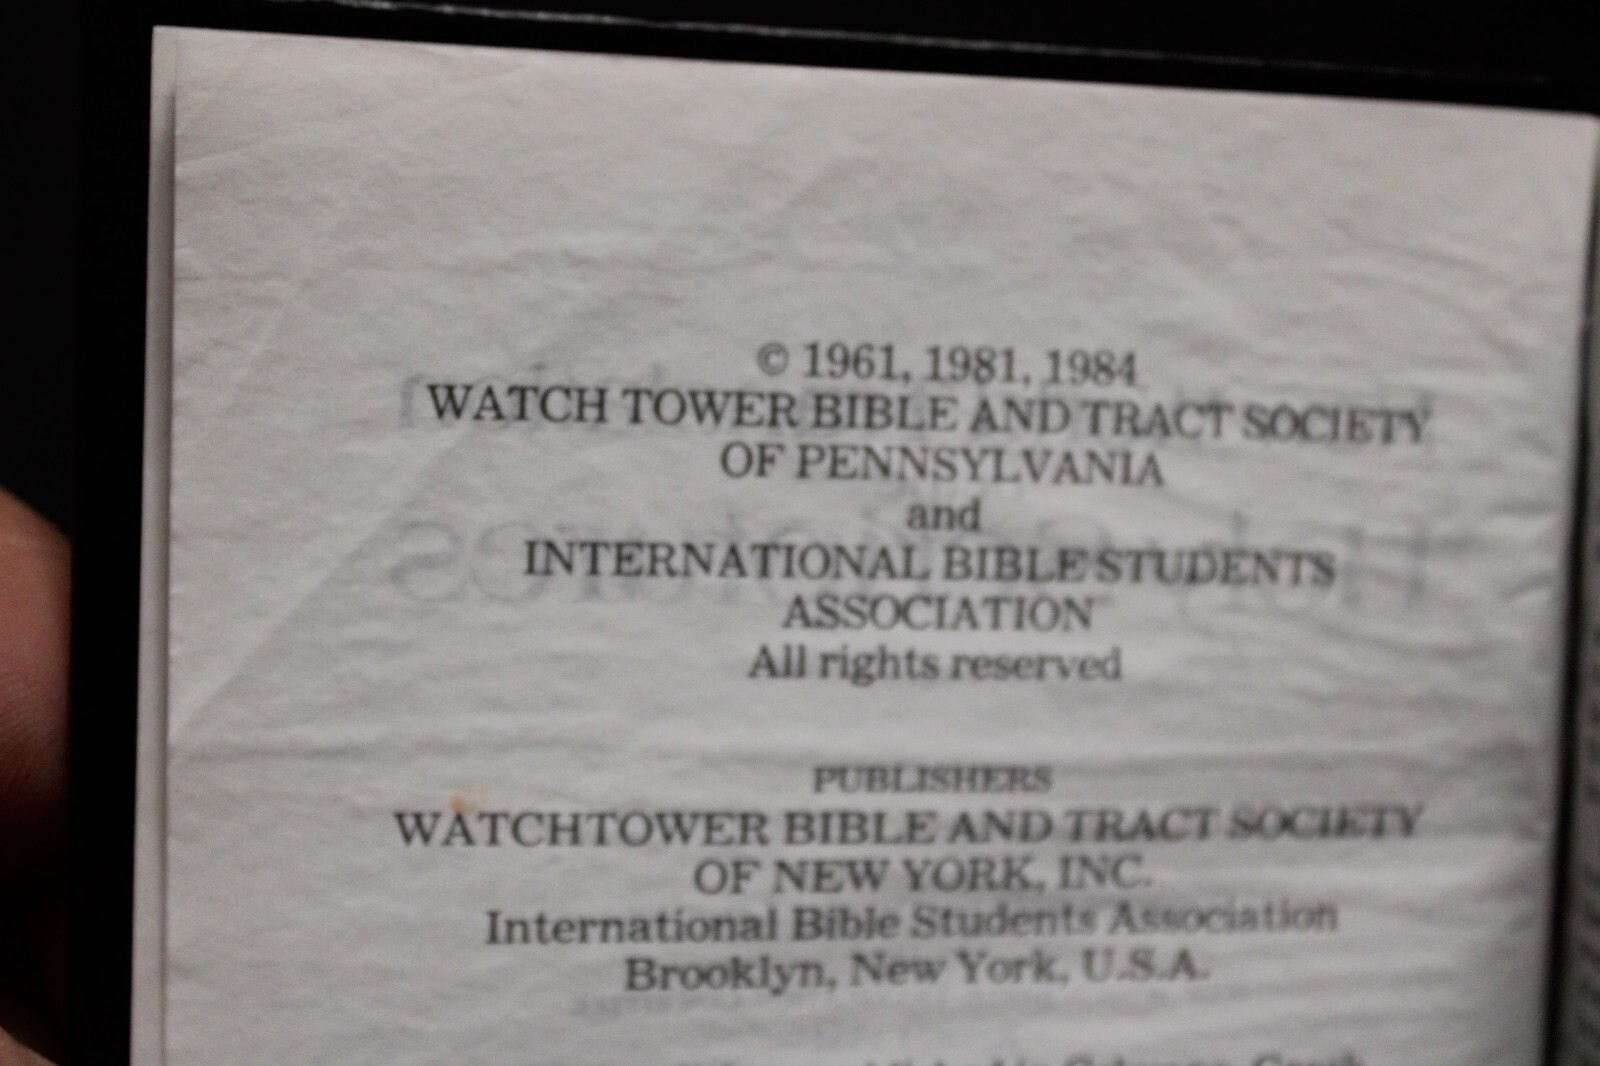 © 1961, 1981, 1984
WATCH TOWER BIBLE AND TRACT SOCIETY
OF PENNSYLVANIA
and
INTERNATIONAL BIBLE STUDENTS
ASSOCIATION
All rights reserved
PUBLISHERS
WATCHTOWER BIBLE AND TRACT SOCIETY
OF NEW YORK, INC.
International Bible Students Association
Brooklyn, New York, U.S.A.